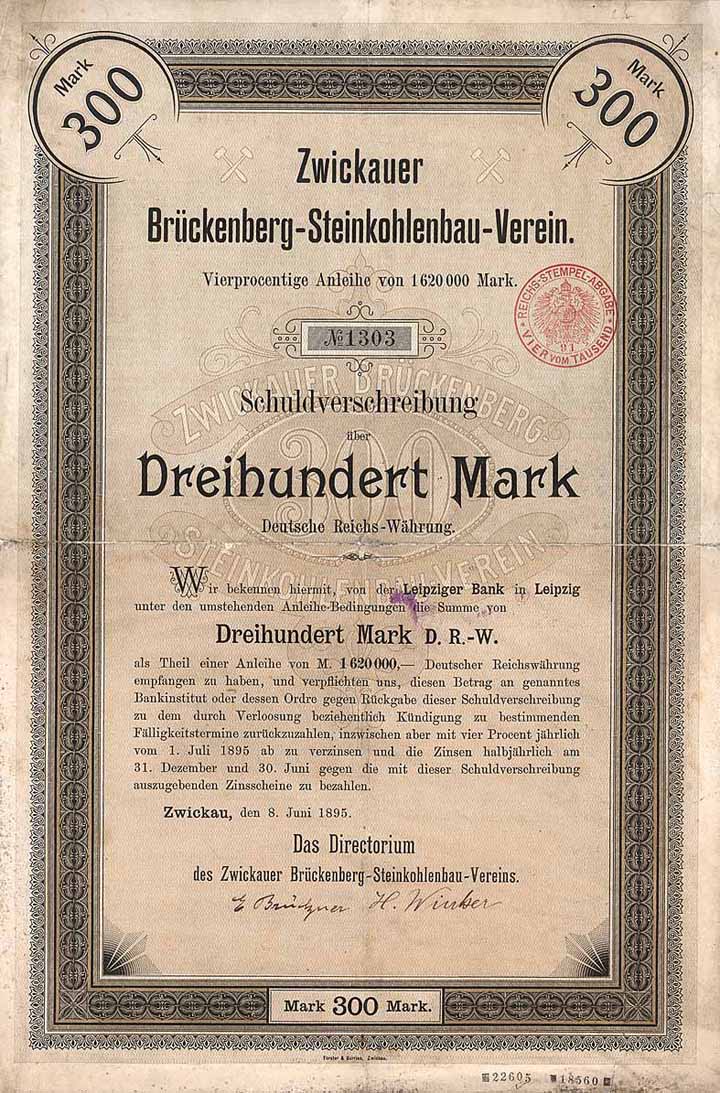 Mark
300
Mark
300
Zwickauer
Brückenberg-Steinkohlenbau-Verein.
Vierprocentige Anleihe von 1620000 Mark.
REICHS-STEMPEL-ABGABE
91
VIER VOM TAUSEND
№1303
ZWICKAUER BRÜCKENBERG-
Schuldverschreibung
über
300
Dreihundert Mark
Deutsche Reichs-Währung.
STEINKOHLENBAU-VEREIN
Wir bekennen hiermit, von der Leipziger Bank in Leipzig
unter den umstehenden Anleihe-Bedingungen die Summe von
Dreihundert Mark D. R.-W.
als Theil einer Anleihe von M. 1620000,— Deutscher Reichswährung
empfangen zu haben, und verpflichten uns, diesen Betrag an genanntes
Bankinstitut oder dessen Ordre gegen Rückgabe dieser Schuldverschreibung
zu dem durch Verloosung beziehentlich Kündigung zu bestimmenden
Fälligkeitstermine zurückzuzahlen, inzwischen aber mit vier Procent jährlich
vom 1. Juli 1895 ab zu verzinsen und die Zinsen halbjährlich am
31. Dezember und 30. Juni gegen die mit dieser Schuldverschreibung
auszugebenden Zinsscheine zu bezahlen.
Zwickau, den 8. Juni 1895.
Das Directorium
des Zwickauer Brückenberg-Steinkohlenbau-Vereins.
H. Winkler
Mark 300 Mark.
Förster & Borries, Zwickau.
22605 18560